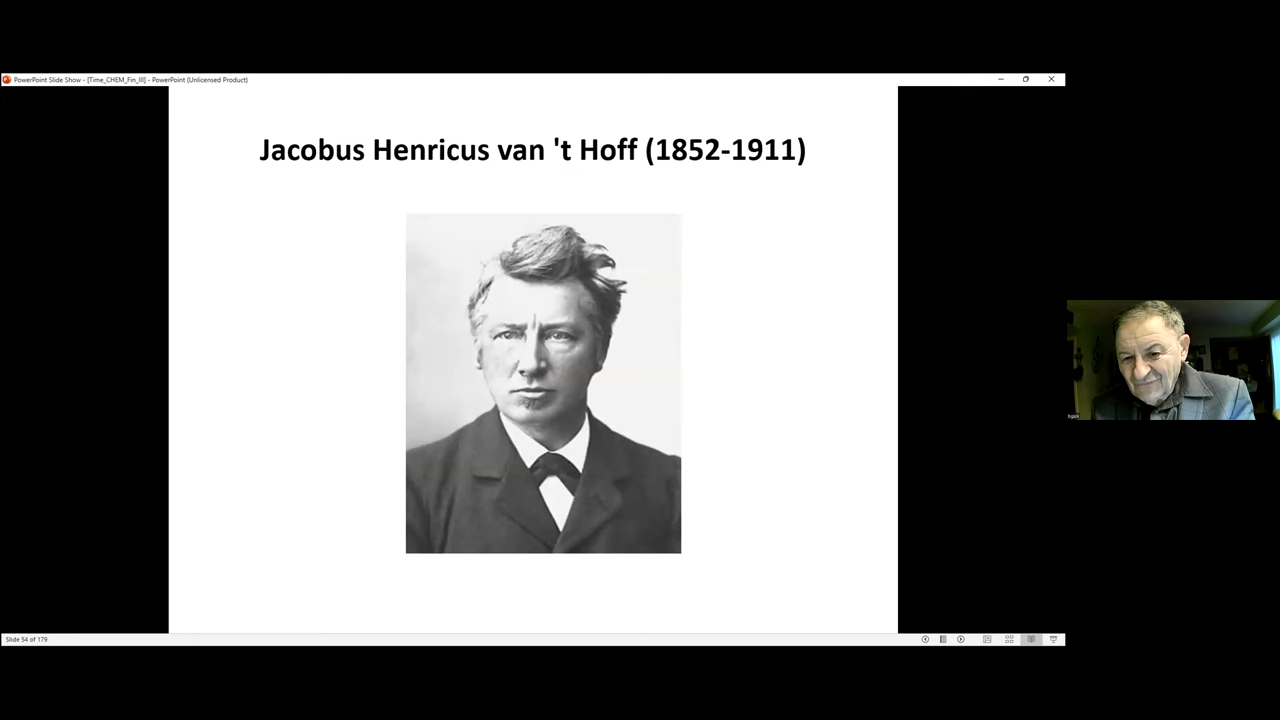 PowerPoint Slide Show - [Time_CHEM_Fin_III] - PowerPoint (Unlicensed Product)
Jacobus Henricus van 't Hoff (1852-1911)
Slide 54 of 179